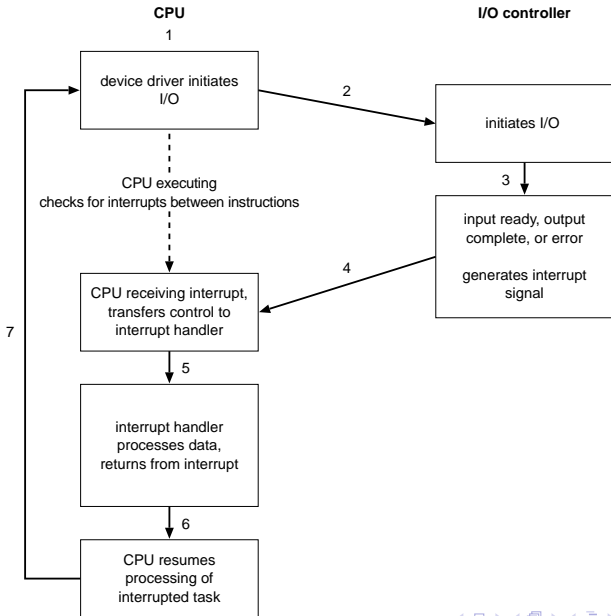 CPU
I/O controller
1
device driver initiates
I/O
2
initiates I/O
CPU executing
checks for interrupts between instructions
3
input ready, output
complete, or error
generates interrupt
signal
4
CPU receiving interrupt,
transfers control to
interrupt handler
7
5
interrupt handler
processes data,
returns from interrupt
6
CPU resumes
processing of
interrupted task